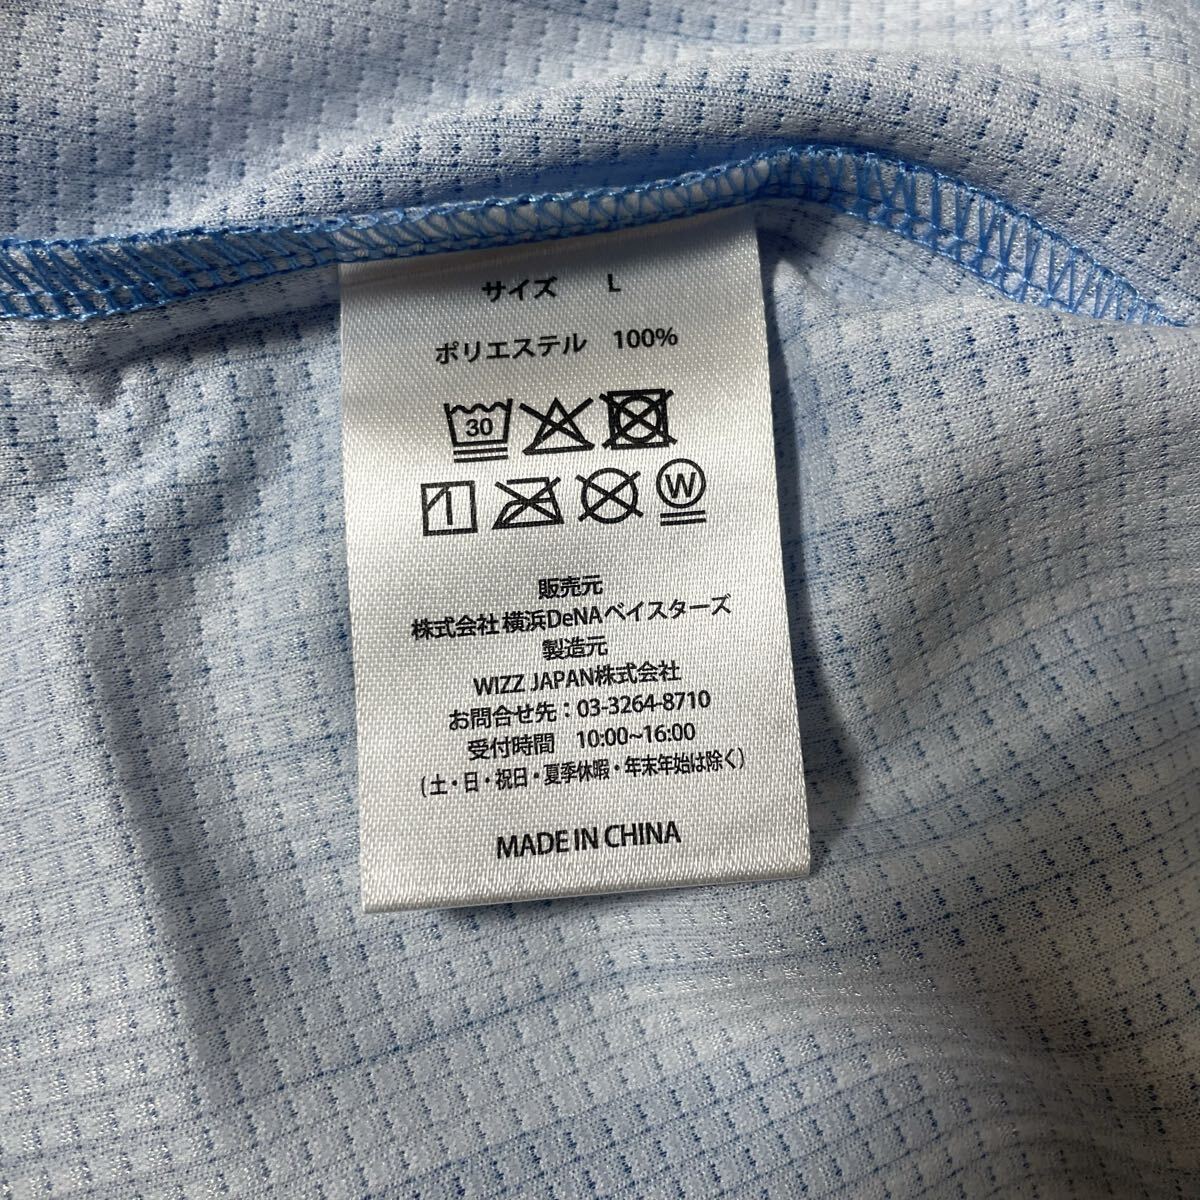 サイズ L
ポリエステル 100%
30
W
販売元
株式会社 横浜DeNAベイスターズ
製造元
WIZZ JAPAN株式会社
お問合せ先：03-3264-8710
受付時間 10:00~16:00
(土・日・祝日・夏季休暇・年末年始は除く)
MADE IN CHINA